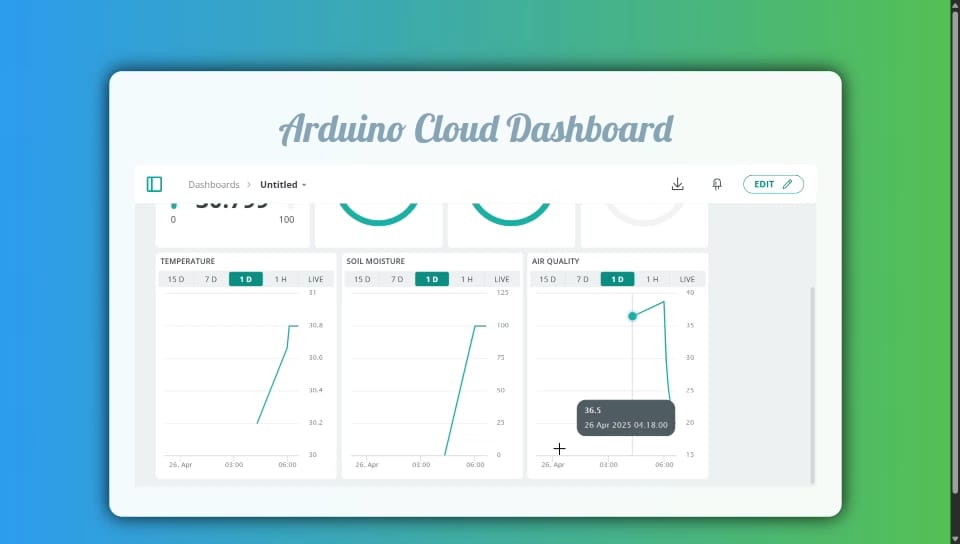 Arduino Cloud Dashboard
Dashboards > Untitled
EDIT
30.799
0 100
TEMPERATURE
15 D 7 D 1 D 1 H LIVE
31
30.8
30.6
30.4
30.2
30
26. Apr 03:00 06:00
SOIL MOISTURE
15 D 7 D 1 D 1 H LIVE
125
100
75
50
25
0
26. Apr 03:00 06:00
AIR QUALITY
15 D 7 D 1 D 1 H LIVE
40
35
30
25
20
15
36.5
26 Apr 2025 04.18.00
26. Apr 03:00 06:00